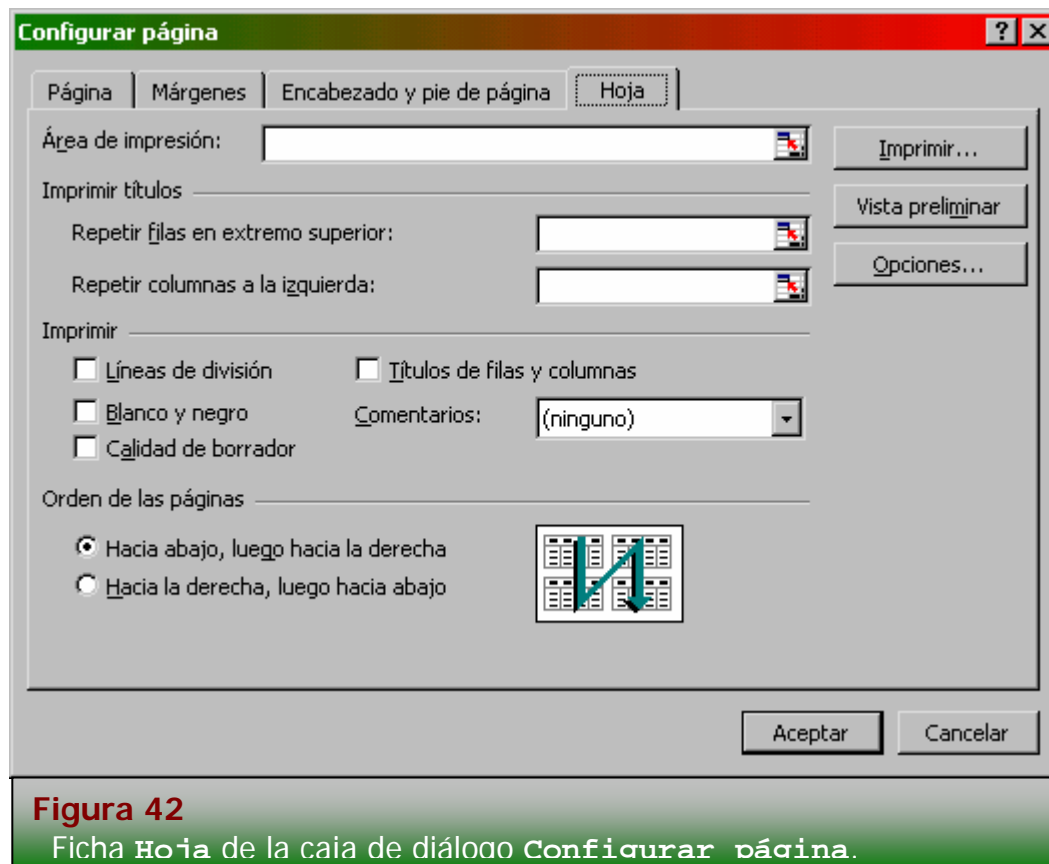 Configurar página
Página Márgenes Encabezado y pie de página Hoja
Área de impresión:
Imprimir...
Imprimir títulos
Vista preliminar
Repetir filas en extremo superior:
Opciones...
Repetir columnas a la izquierda:
Imprimir
Líneas de división Títulos de filas y columnas
Blanco y negro Comentarios: (ninguno)
Calidad de borrador
Orden de las páginas
Hacia abajo, luego hacia la derecha
Hacia la derecha, luego hacia abajo
Aceptar Cancelar
Figura 42
Ficha Hoja de la caja de diálogo Configurar página.